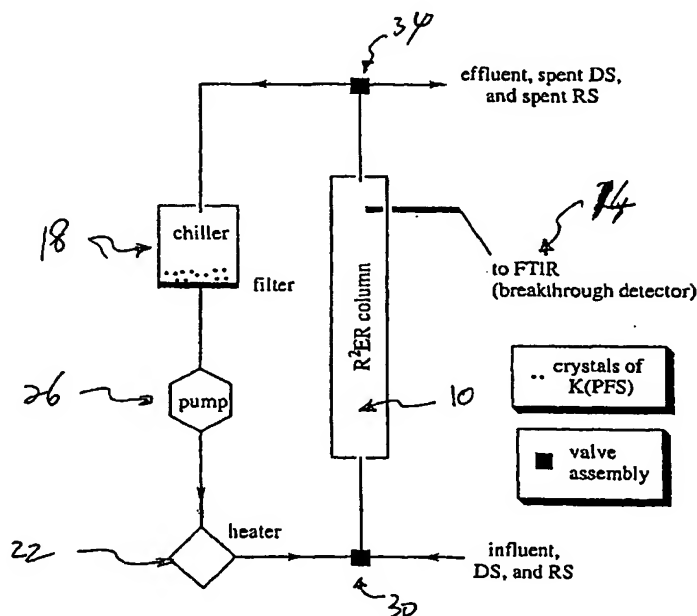 34
effluent, spent DS,
and spent RS
18
chiller
filter
14
to FTIR
(breakthrough detector)
R²ER column
26
pump
10
.. crystals of
K(PFS)
■ valve
assembly
22
heater
influent,
DS, and RS
30